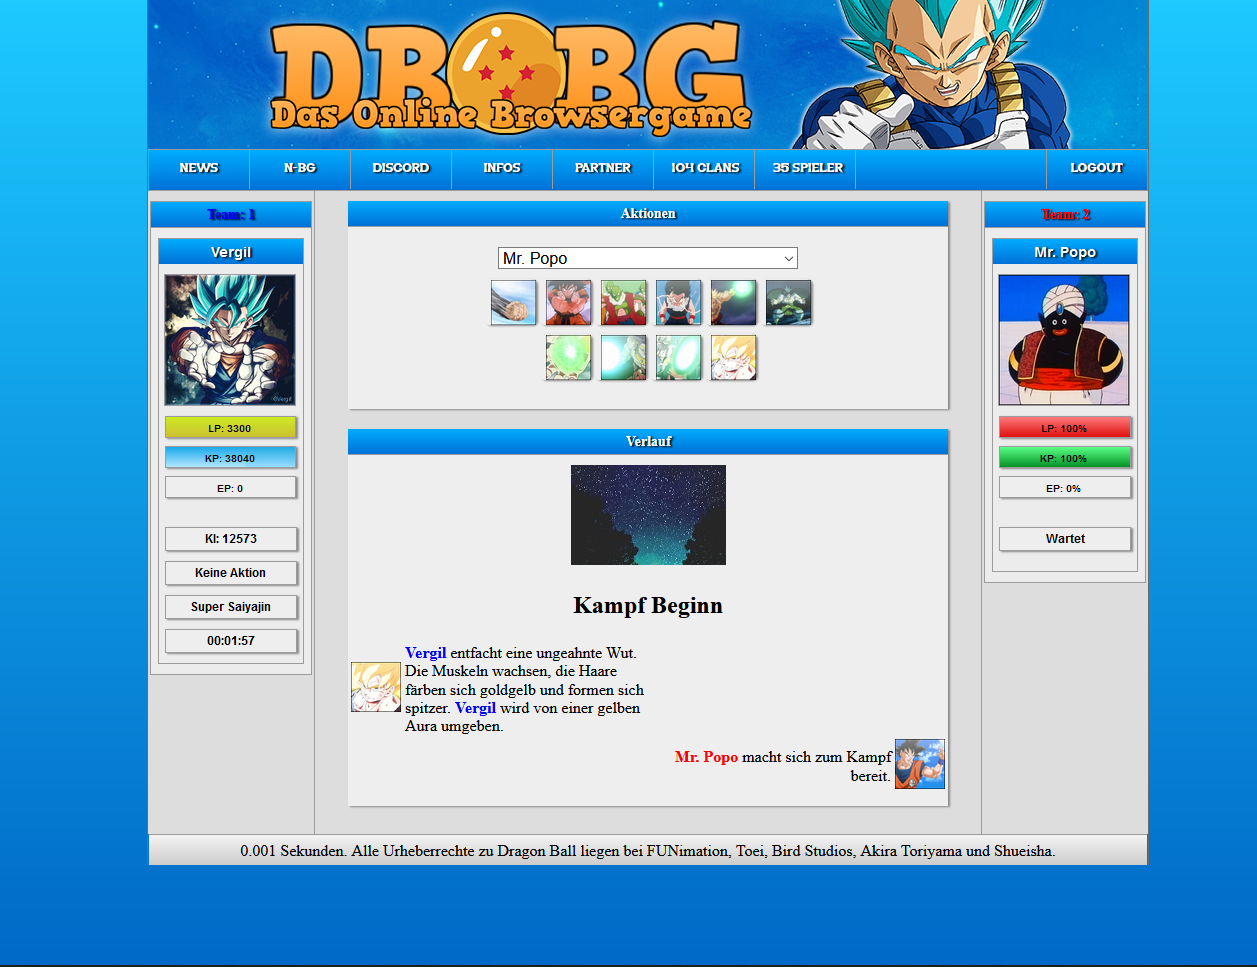 DB BG
Das Online Browsergame
NEWS
N-BG
DISCORD
INFOS
PARTNER
104 CLANS
35 SPIELER
LOGOUT
Team: 1
Vergil
©Vergil
LP: 3300
KP: 38040
EP: 0
KI: 12573
Keine Aktion
Super Saiyajin
00:01:57
Aktionen
Mr. Popo
Verlauf
Kampf Beginn
Vergil entfacht eine ungeahnte Wut.
Die Muskeln wachsen, die Haare
färben sich goldgelb und formen sich
spitzer. Vergil wird von einer gelben
Aura umgeben.
Mr. Popo macht sich zum Kampf
bereit.
Team: 2
Mr. Popo
LP: 100%
KP: 100%
EP: 0%
Wartet
0.001 Sekunden. Alle Urheberrechte zu Dragon Ball liegen bei FUNimation, Toei, Bird Studios, Akira Toriyama und Shueisha.